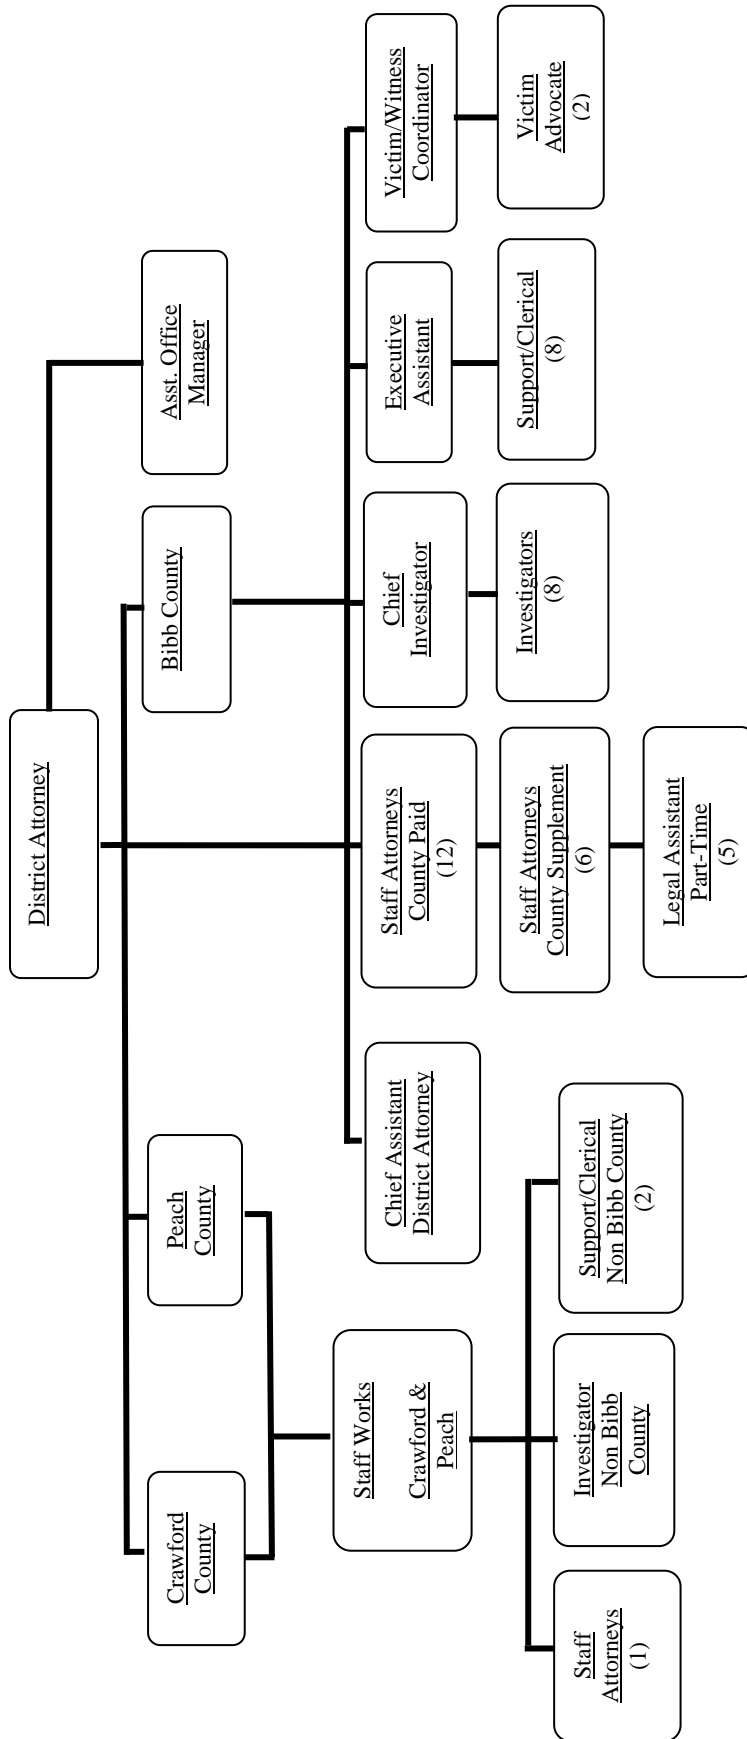 District Attorney
Asst. Office
Manager
Crawford
County
Peach
County
Bibb County
Staff Works
Crawford &
Peach
Chief Assistant
District Attorney
Staff Attorneys
County Paid
(12)
Chief
Investigator
Executive
Assistant
Victim/Witness
Coordinator
Staff Attorneys
County Supplement
(6)
Investigators
(8)
Support/Clerical
(8)
Victim
Advocate
(2)
Staff
Attorneys
(1)
Investigator
Non Bibb
County
Support/Clerical
Non Bibb County
(2)
Legal Assistant
Part-Time
(5)